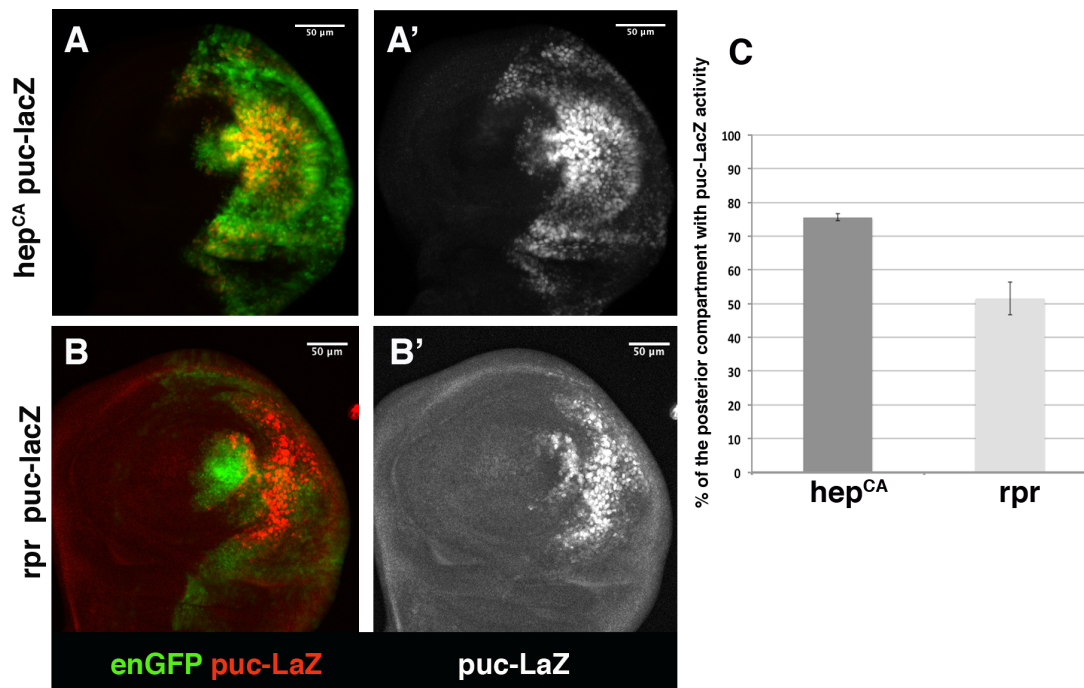 A
50 µm
A’
50 µm
hepCA puc-lacZ
B
50 µm
B’
50 µm
rpr puc-lacZ
enGFP puc-LaZ
puc-LaZ
C
% of the posterior compartment with puc-LacZ activity
100
90
80
70
60
50
40
30
20
10
0
hepCA
rpr